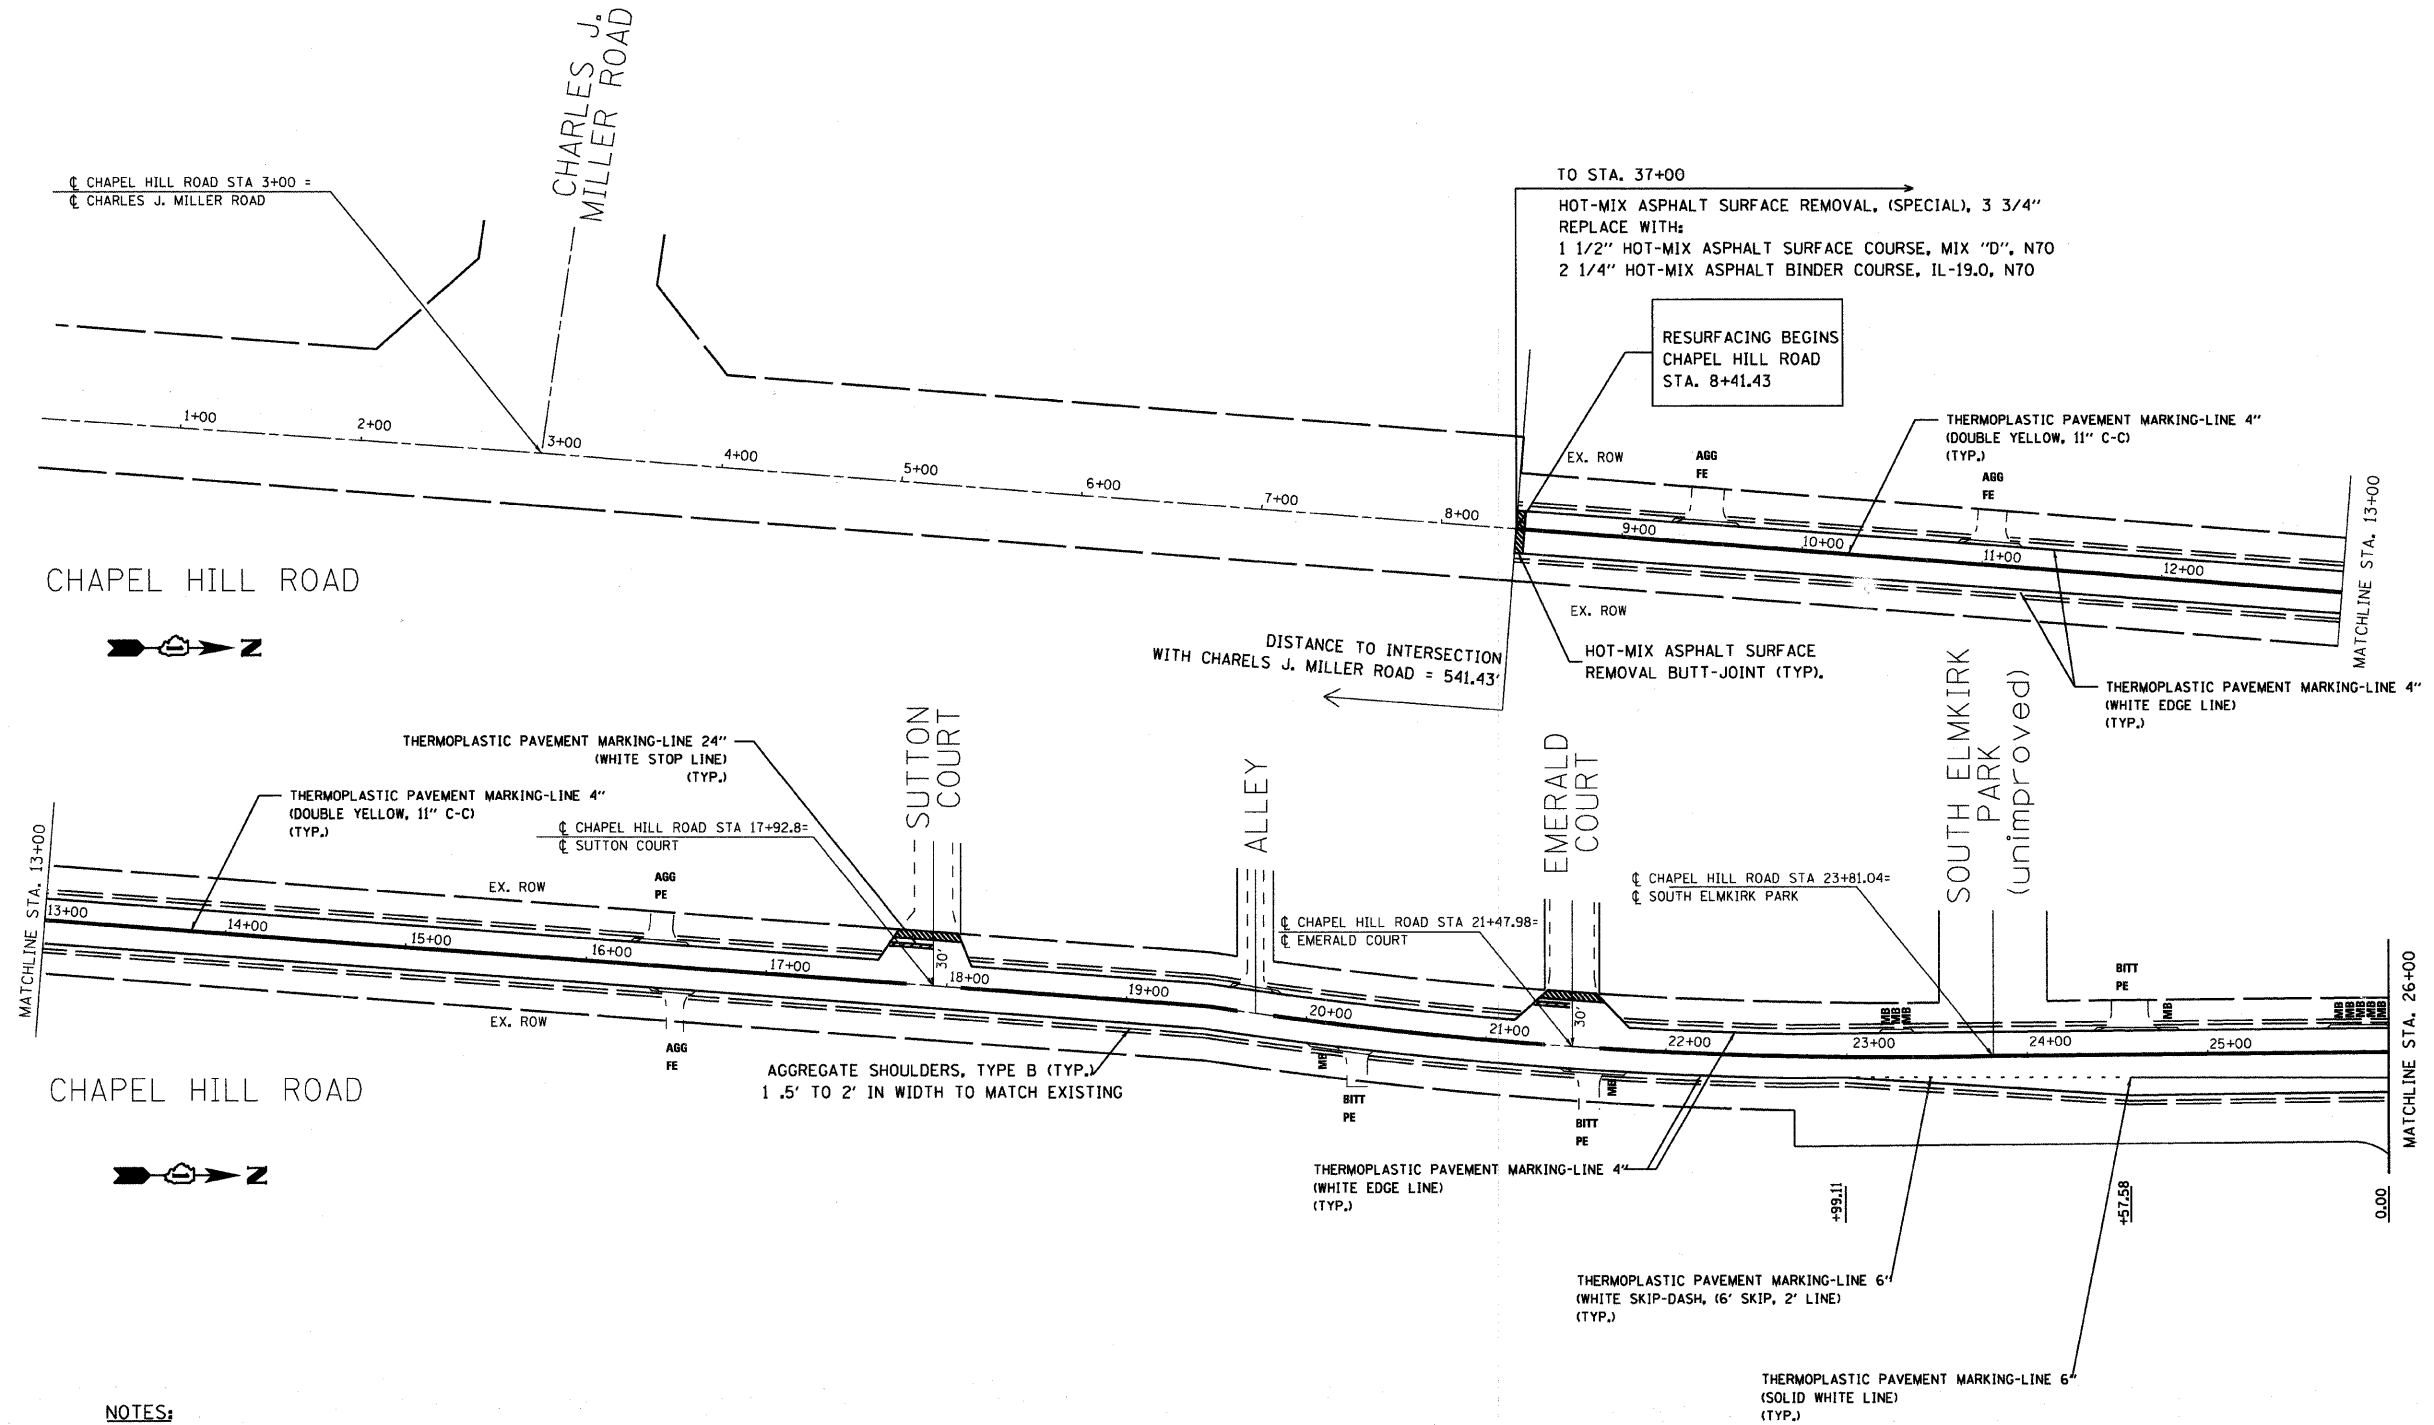 CHARLES J.
MILLER ROAD
℄ CHAPEL HILL ROAD STA 3+00 =
℄ CHARLES J. MILLER ROAD
TO STA. 37+00
HOT-MIX ASPHALT SURFACE REMOVAL, (SPECIAL), 3 3/4"
REPLACE WITH:
1 1/2" HOT-MIX ASPHALT SURFACE COURSE, MIX "D", N70
2 1/4" HOT-MIX ASPHALT BINDER COURSE, IL-19.0, N70
RESURFACING BEGINS
CHAPEL HILL ROAD
STA. 8+41.43
THERMOPLASTIC PAVEMENT MARKING-LINE 4"
(DOUBLE YELLOW, 11" C-C)
(TYP.)
1+00
2+00
3+00
4+00
5+00
6+00
7+00
8+00
9+00
10+00
11+00
12+00
EX. ROW
AGG
FE
AGG
FE
MATCHLINE STA. 13+00
EX. ROW
CHAPEL HILL ROAD
N
DISTANCE TO INTERSECTION
WITH CHARELS J. MILLER ROAD = 541.43'
HOT-MIX ASPHALT SURFACE
REMOVAL BUTT-JOINT (TYP).
THERMOPLASTIC PAVEMENT MARKING-LINE 4"
(WHITE EDGE LINE)
(TYP.)
THERMOPLASTIC PAVEMENT MARKING-LINE 24"
(WHITE STOP LINE)
(TYP.)
THERMOPLASTIC PAVEMENT MARKING-LINE 4"
(DOUBLE YELLOW, 11" C-C)
(TYP.)
℄ CHAPEL HILL ROAD STA 17+92.8=
℄ SUTTON COURT
SUTTON
COURT
ALLEY
EMERALD
COURT
SOUTH ELMKIRK
PARK
(unimproved)
℄ CHAPEL HILL ROAD STA 21+47.98=
℄ EMERALD COURT
℄ CHAPEL HILL ROAD STA 23+81.04=
℄ SOUTH ELMKIRK PARK
MATCHLINE STA. 13+00
EX. ROW
AGG
PE
13+00
14+00
15+00
16+00
17+00
18+00
19+00
20+00
21+00
22+00
23+00
24+00
25+00
30'
30'
MB
MB
MB
BITT
PE
MB
MB
MB
MB
MB
MB
MATCHLINE STA. 26+00
EX. ROW
AGG
FE
AGGREGATE SHOULDERS, TYPE B (TYP.)
1 .5' TO 2' IN WIDTH TO MATCH EXISTING
MB
BITT
PE
MB
BITT
PE
CHAPEL HILL ROAD
N
THERMOPLASTIC PAVEMENT MARKING-LINE 4"
(WHITE EDGE LINE)
(TYP.)
+99.11
+57.58
0.00
THERMOPLASTIC PAVEMENT MARKING-LINE 6"
(WHITE SKIP-DASH, (6' SKIP, 2' LINE)
(TYP.)
THERMOPLASTIC PAVEMENT MARKING-LINE 6"
(SOLID WHITE LINE)
(TYP.)
NOTES: